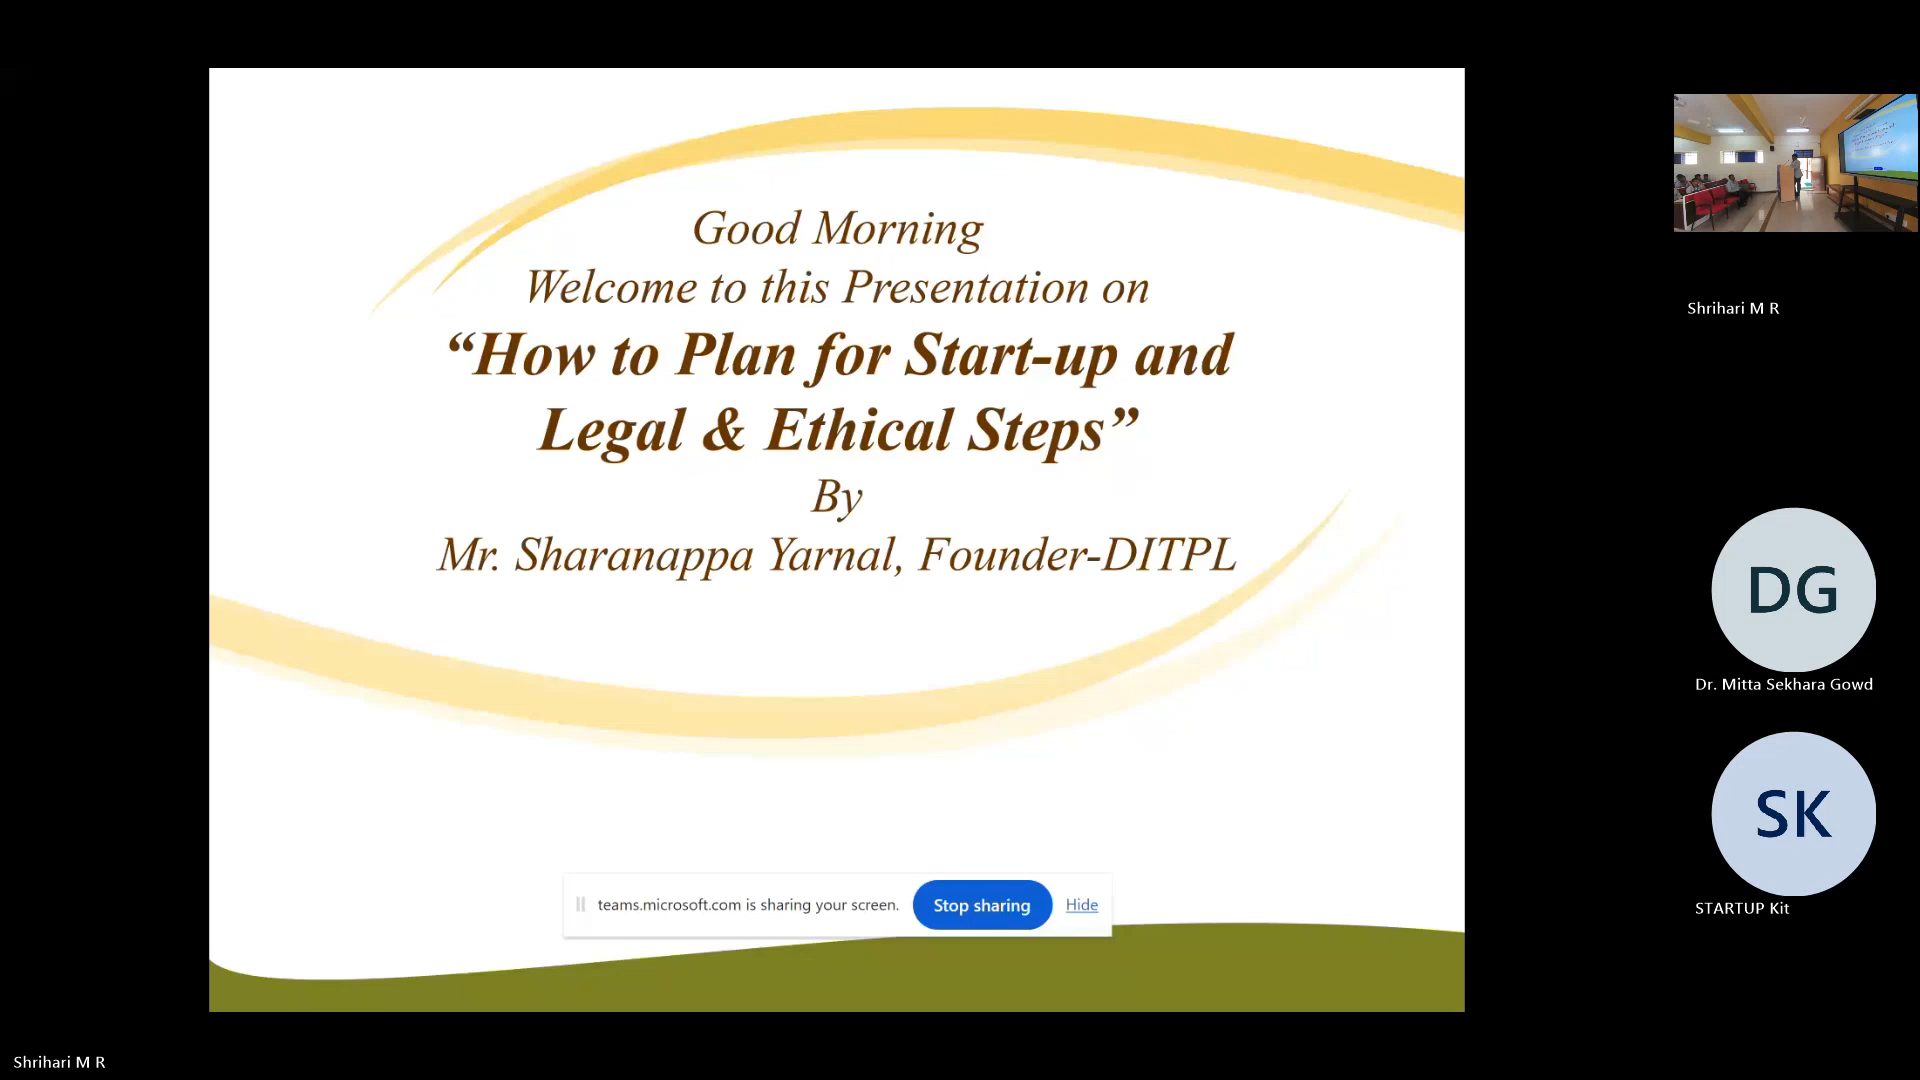 Good Morning
Welcome to this Presentation on
“How to Plan for Start-up and
Legal & Ethical Steps”
By
Mr. Sharanappa Yarnal, Founder-DITPL
teams.microsoft.com is sharing your screen. Stop sharing Hide
Shrihari M R
DG
Dr. Mitta Sekhara Gowd
SK
STARTUP Kit
Shrihari M R